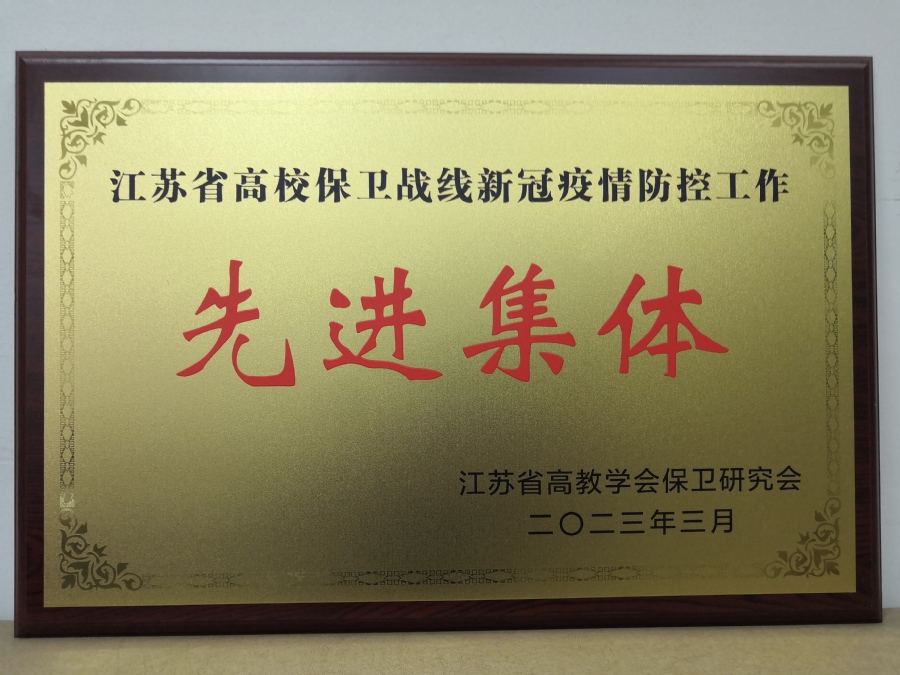 江苏省高校保卫战线新冠疫情防控工作
先进集体
江苏省高教学会保卫研究会
二〇二三年三月